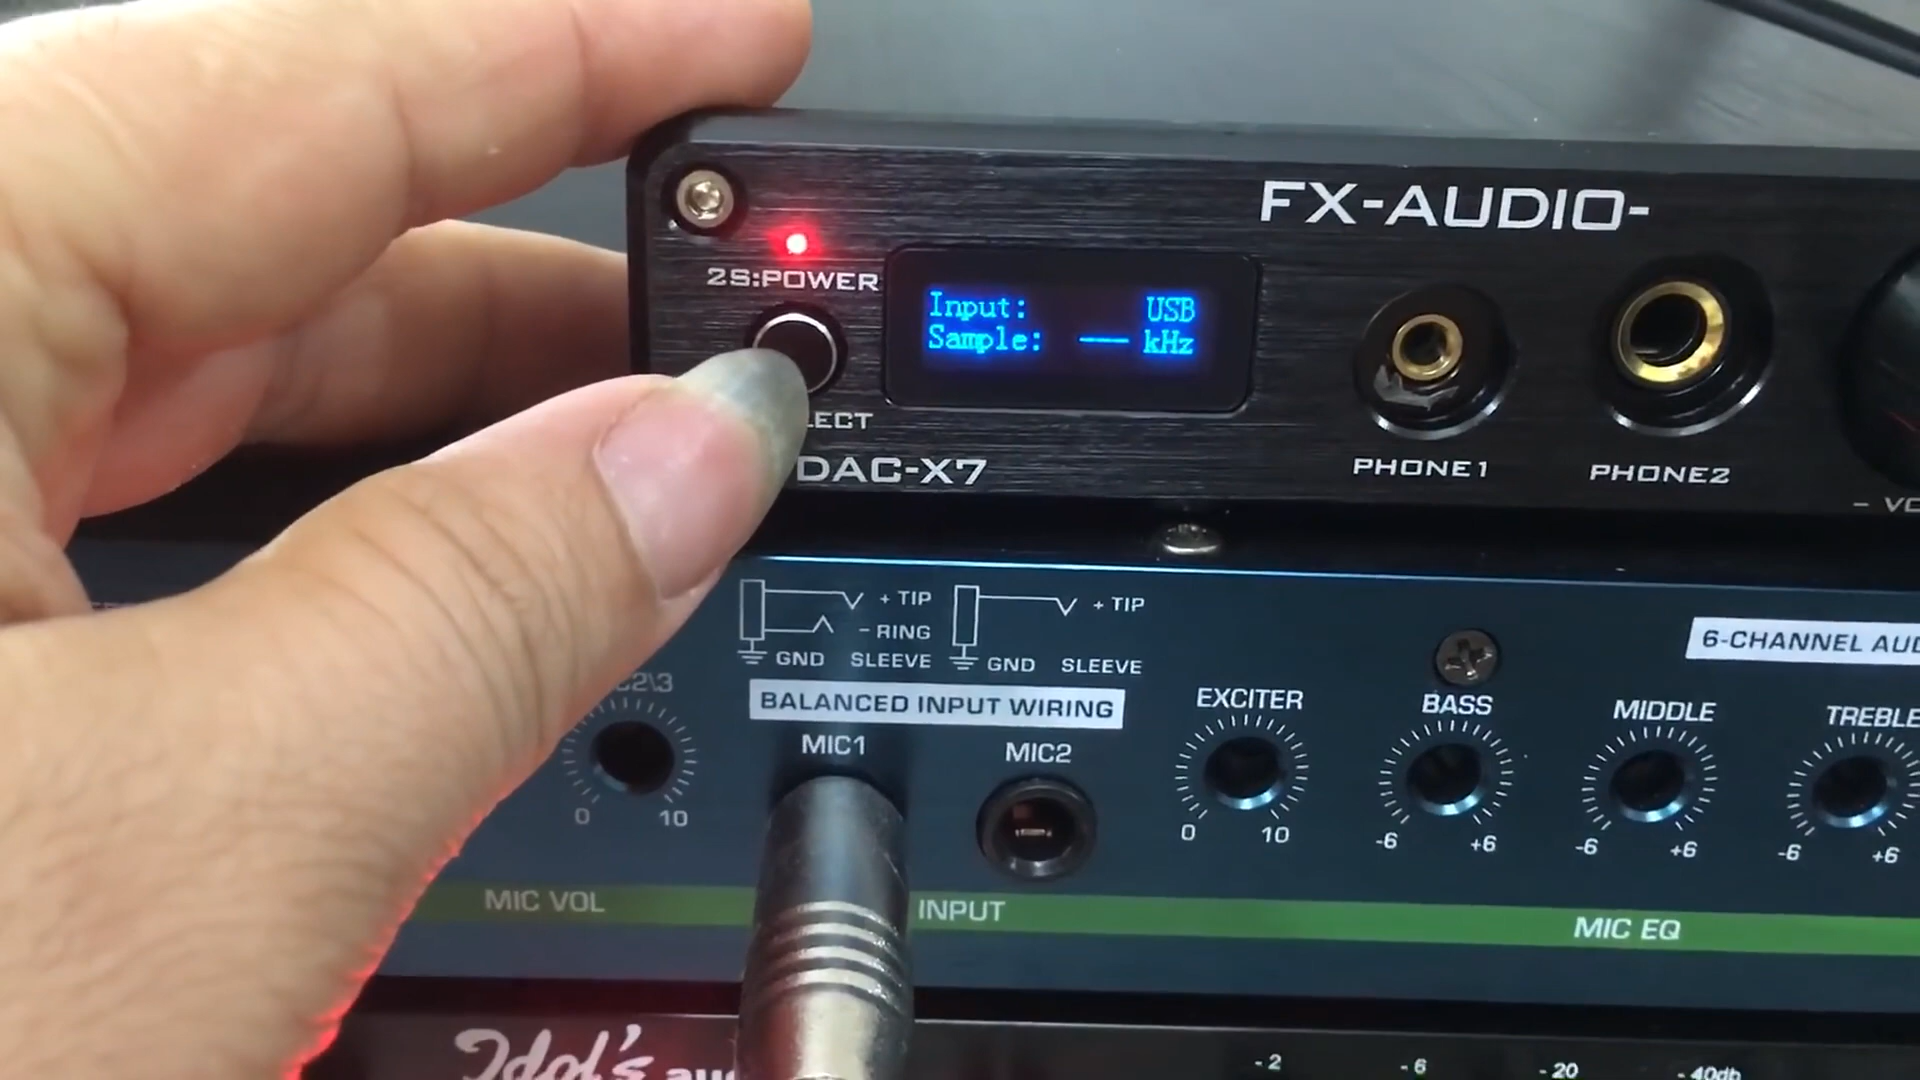 FX-AUDIO-
2S:POWER
Input: USB
Sample: --- kHz
LECT
DAC-X7
PHONE1
PHONE2
+ TIP
- RING
GND SLEEVE
+ TIP
GND SLEEVE
BALANCED INPUT WIRING
6-CHANNEL
MIC1
MIC2
EXCITER
BASS
MIDDLE
TREBLE
0 10
0 10
-6 +6
-6 +6
-6 +6
MIC VOL
INPUT
MIC EQ
Idol's
-2 -6 -20 -40db